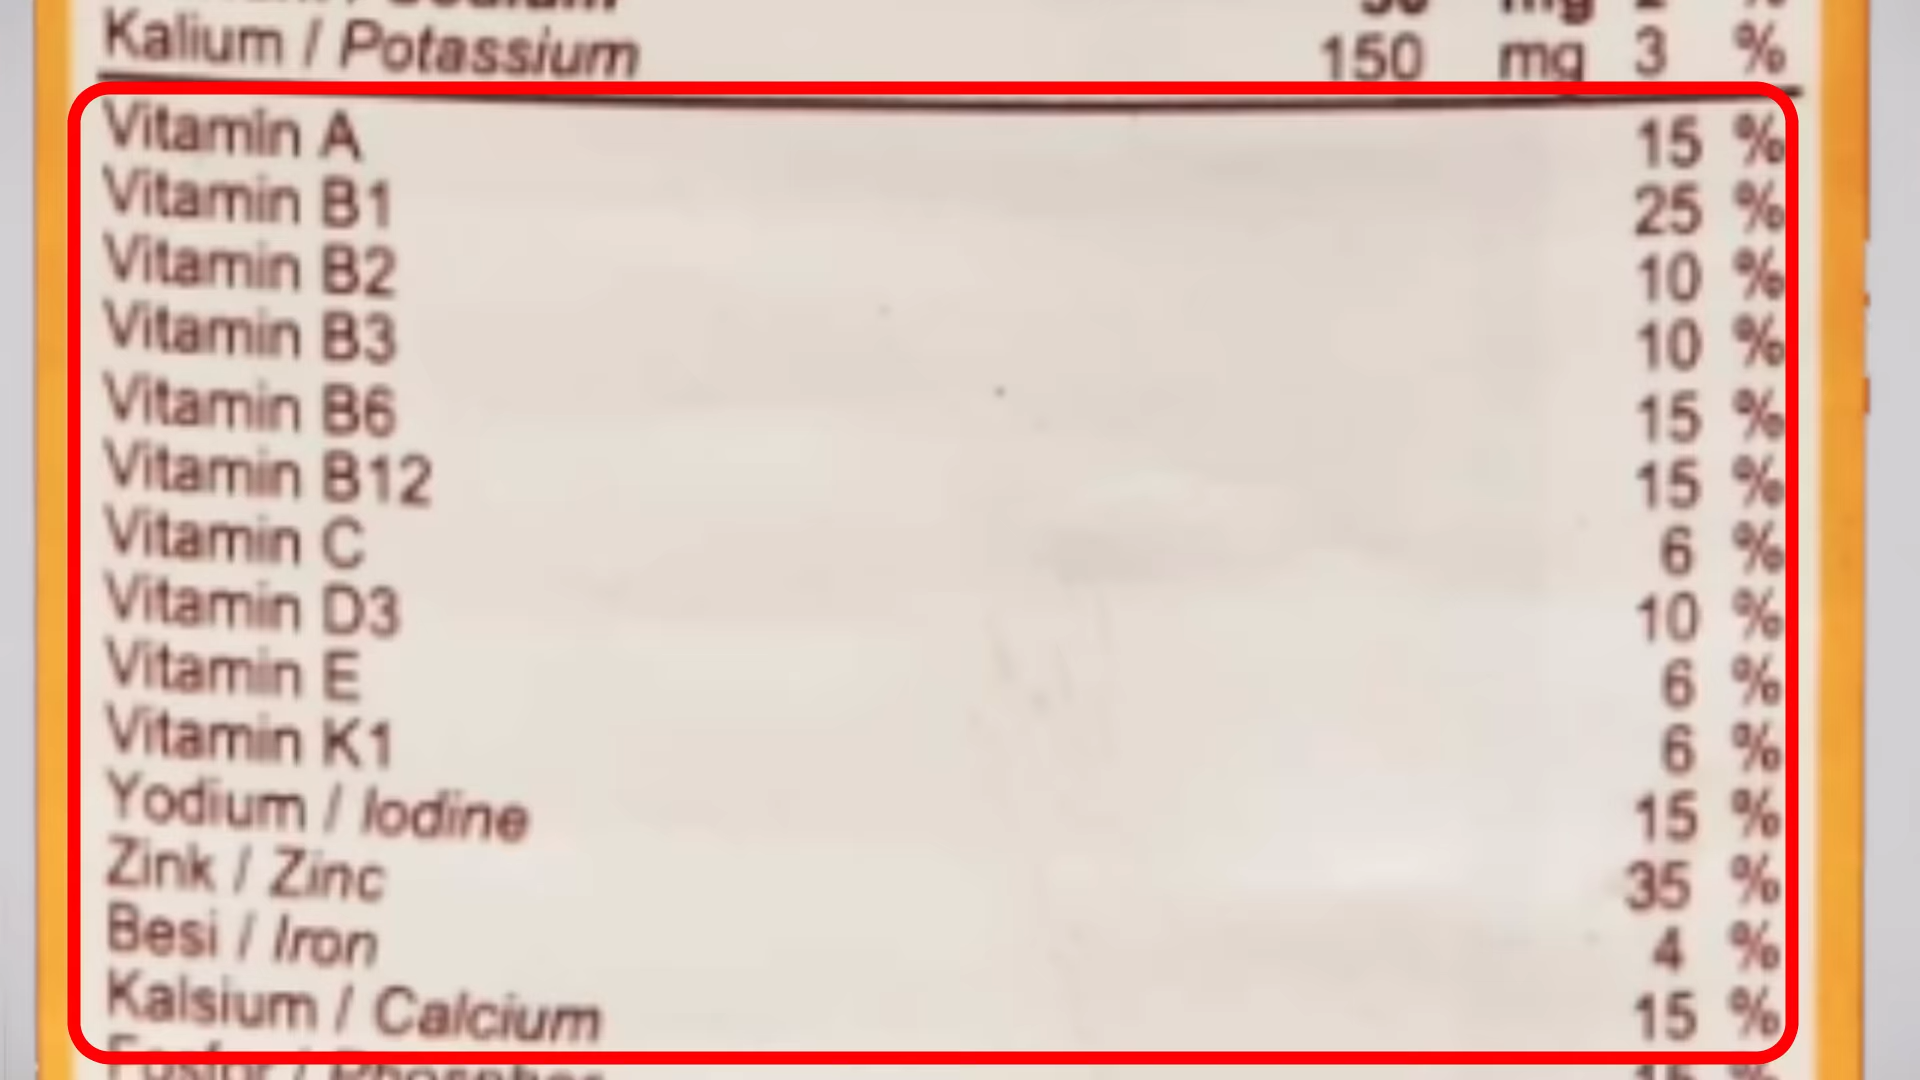 Kalium / Potassium 150 mg 3 %
Vitamin A 15 %
Vitamin B1 25 %
Vitamin B2 10 %
Vitamin B3 10 %
Vitamin B6 15 %
Vitamin B12 15 %
Vitamin C 6 %
Vitamin D3 10 %
Vitamin E 6 %
Vitamin K1 6 %
Yodium / Iodine 15 %
Zink / Zinc 35 %
Besi / Iron 4 %
Kalsium / Calcium 15 %